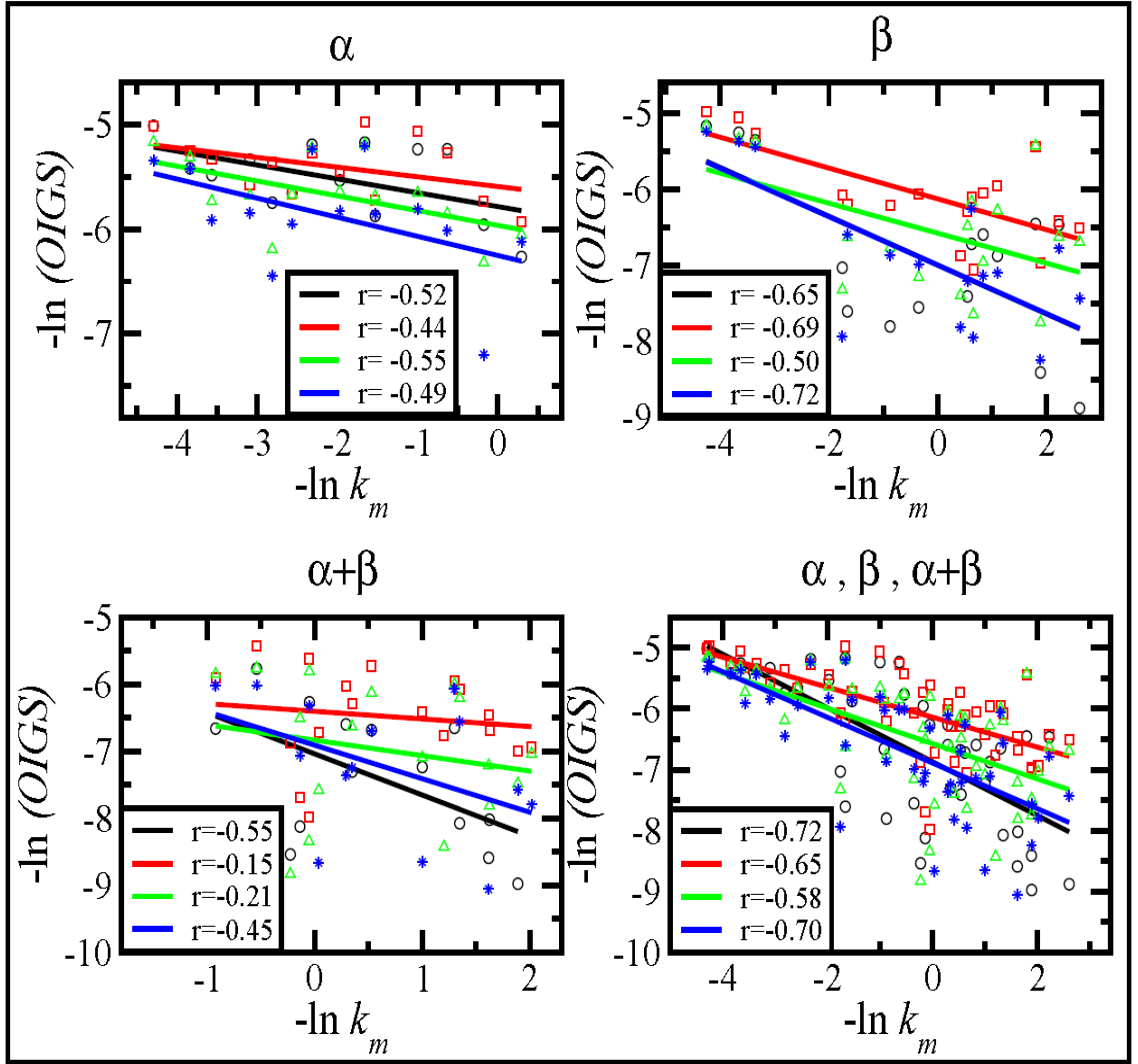 α
-ln (OIGS)
-5
-6
-7
r= -0.52
r= -0.44
r= -0.55
r= -0.49
-4 -3 -2 -1 0
-ln k_m
β
-ln (OIGS)
-5
-6
-7
-8
-9
r= -0.65
r= -0.69
r= -0.50
r= -0.72
-4 -2 0 2
-ln k_m
α+β
-ln (OIGS)
-5
-6
-7
-8
-9
-10
r=-0.55
r=-0.15
r=-0.21
r=-0.45
-1 0 1 2
-ln k_m
α , β , α+β
-ln (OIGS)
-5
-6
-7
-8
-9
-10
r=-0.72
r=-0.65
r=-0.58
r=-0.70
-4 -2 0 2
-ln k_m